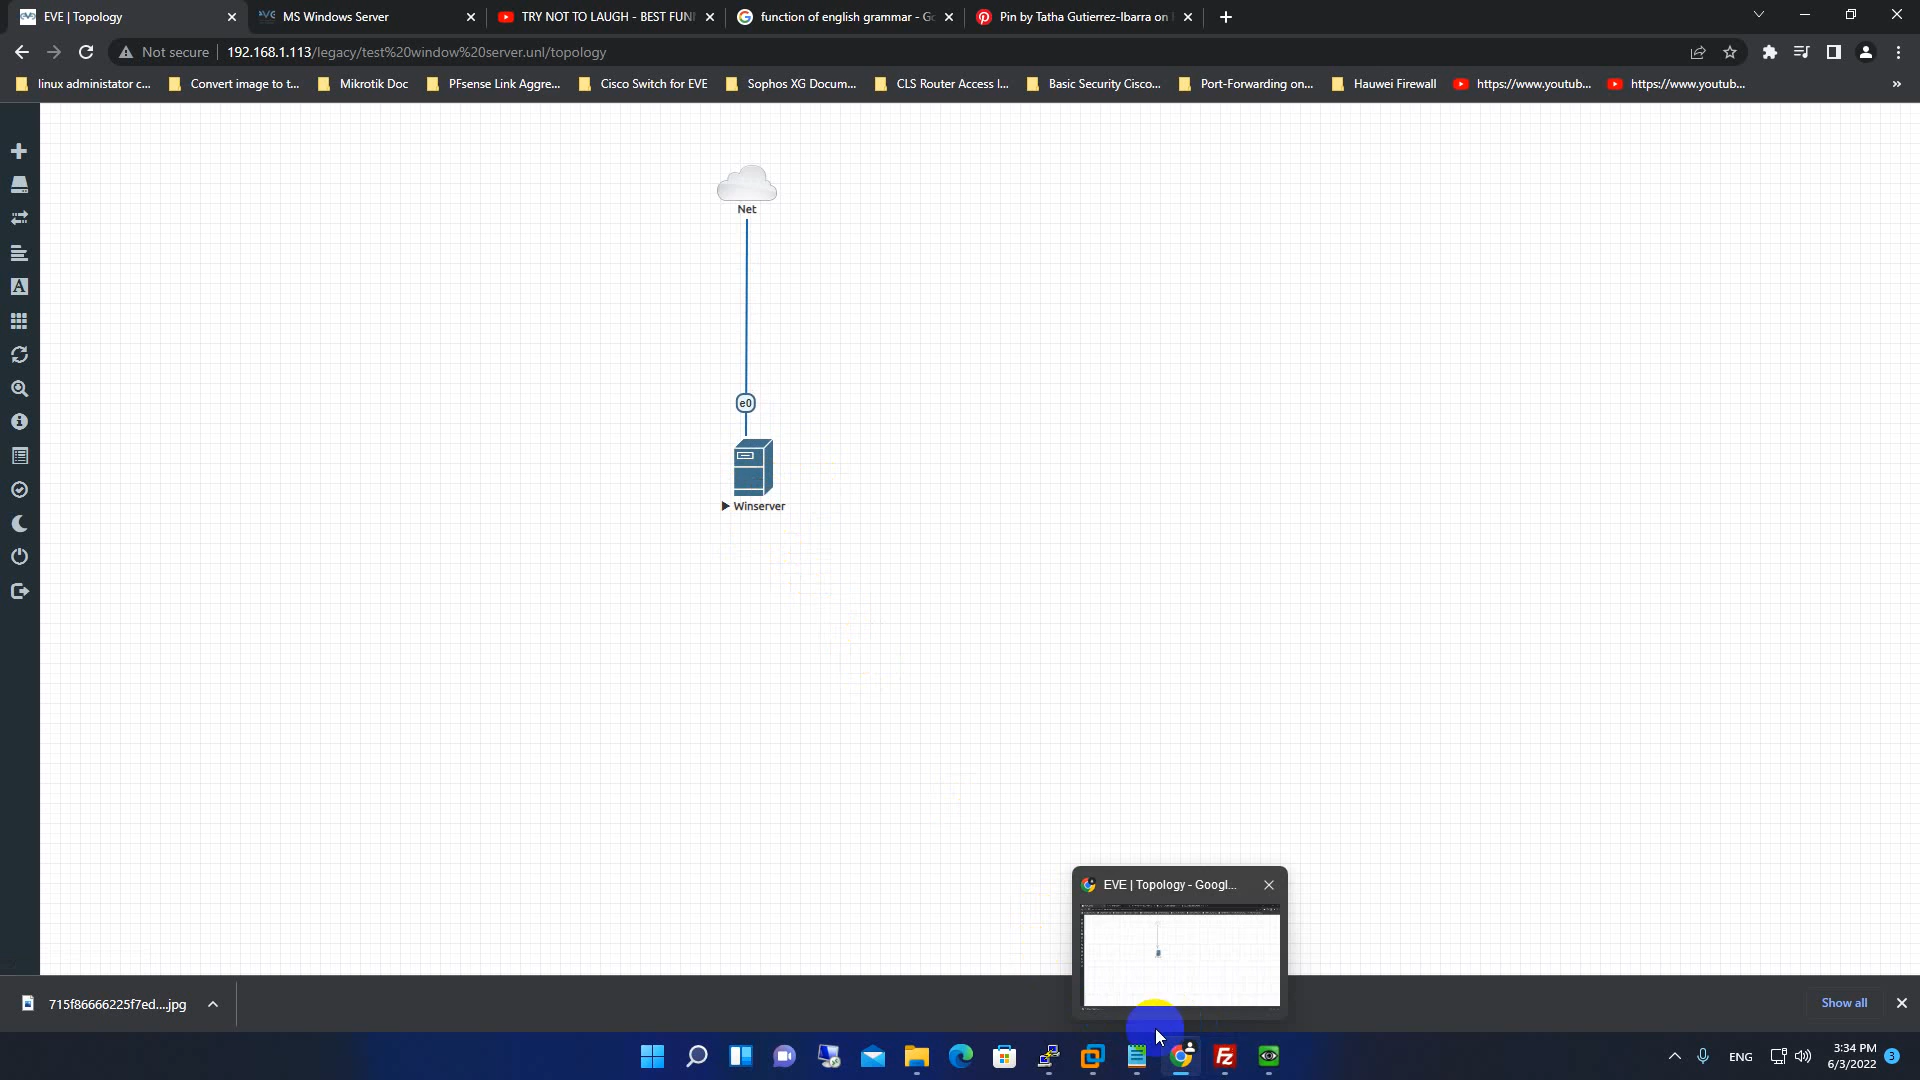 EVE | Topology
MS Windows Server
TRY NOT TO LAUGH - BEST FUN
function of english grammar - Go
Pin by Tatha Gutierrez-Ibarra on
Not secure
192.168.1.113/legacy/test%20window%20server.unl/topology
linux administator c...
Convert image to t...
Mikrotik Doc
PFsense Link Aggre...
Cisco Switch for EVE
Sophos XG Docum...
CLS Router Access I...
Basic Security Cisco...
Port-Forwarding on...
Hauwei Firewall
https://www.youtub...
https://www.youtub...
»
Net
e0
Winserver
EVE | Topology - Googl...
715f86666225f7ed....jpg
Show all
ENG
3:34 PM
6/3/2022
3